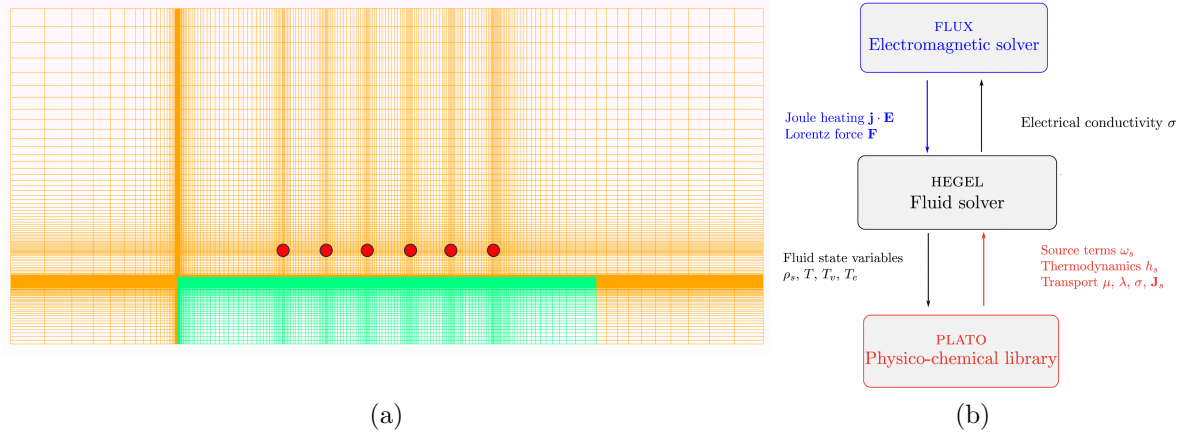 FLUX
Electromagnetic solver
Joule heating j · E
Lorentz force F
Electrical conductivity σ
HEGEL
Fluid solver
Fluid state variables
ρₛ, T, Tᵥ, Tₑ
Source terms ωₛ
Thermodynamics hₛ
Transport μ, λ, σ, Jₛ
PLATO
Physico-chemical library
(a)
(b)